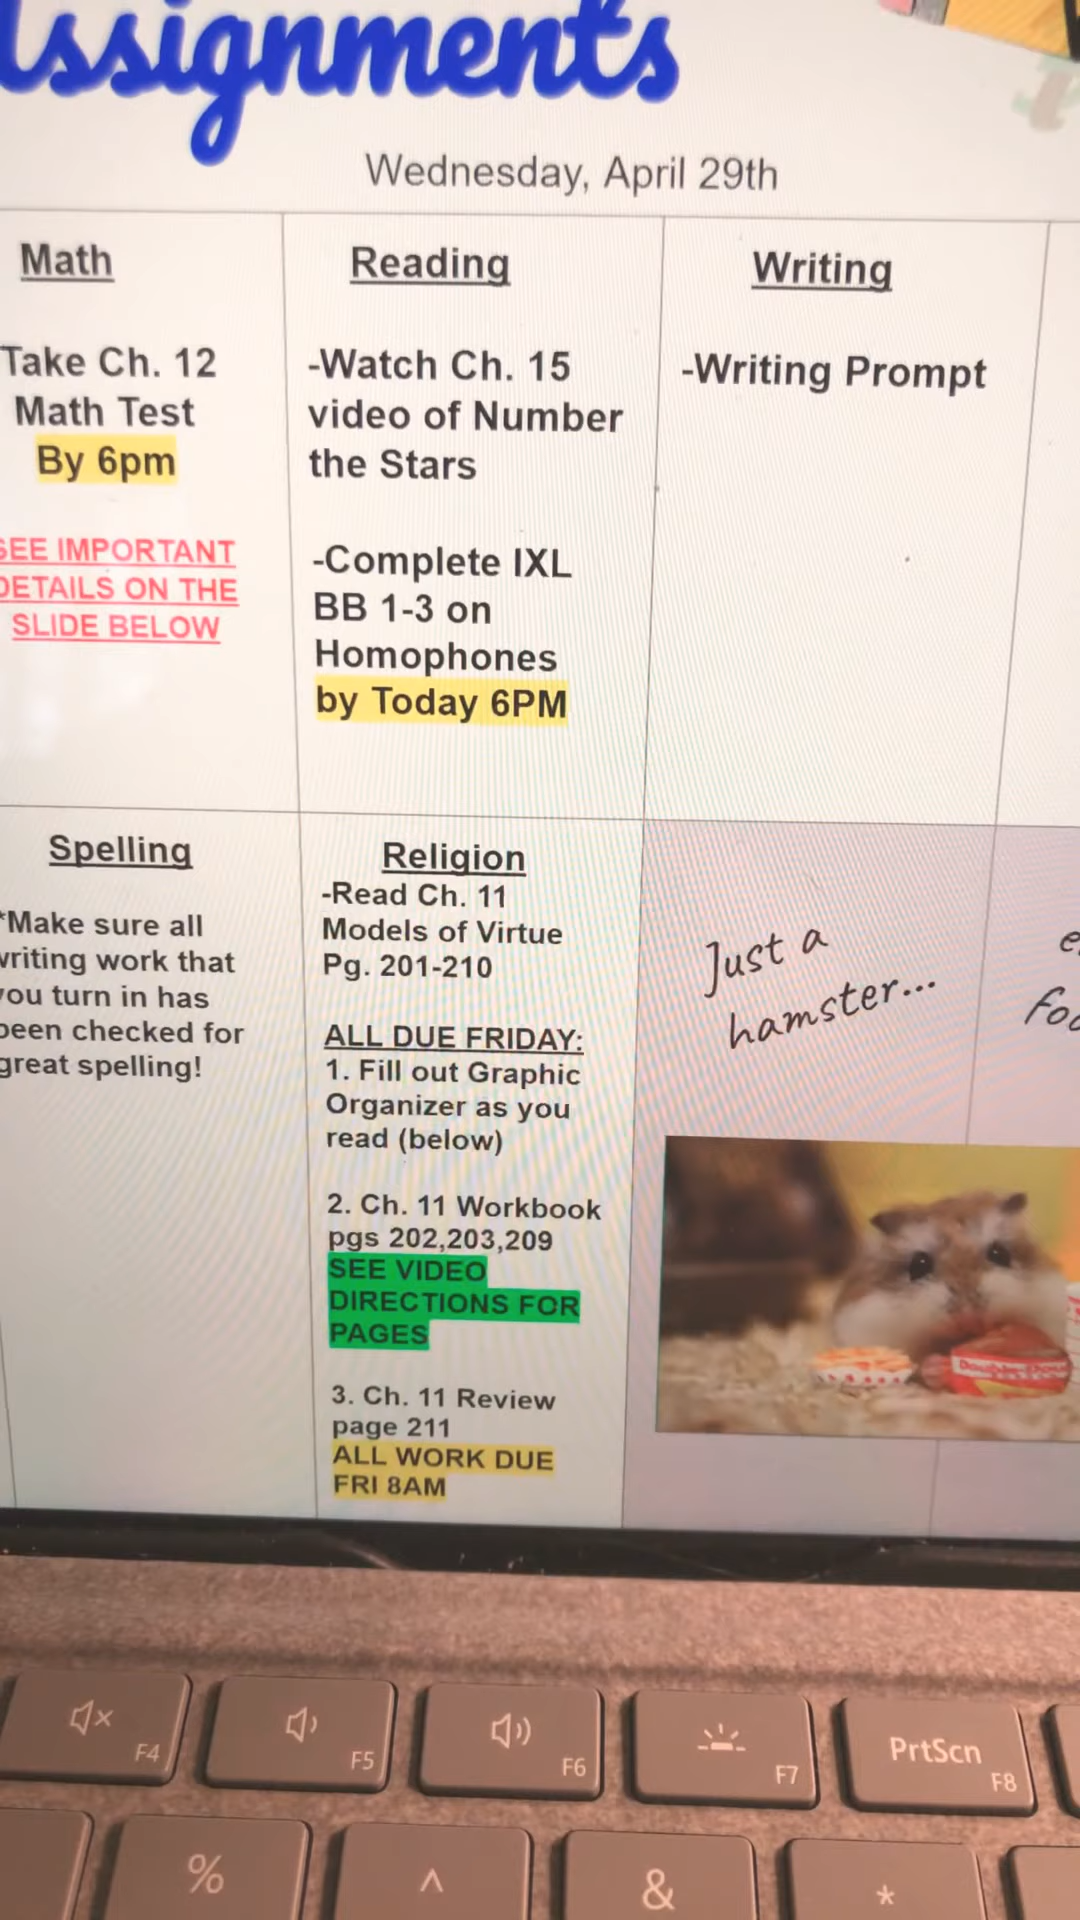 Assignments
Wednesday, April 29th
Math
Take Ch. 12
Math Test
By 6pm
SEE IMPORTANT
DETAILS ON THE
SLIDE BELOW
Reading
-Watch Ch. 15
video of Number
the Stars
-Complete IXL
BB 1-3 on
Homophones
by Today 6PM
Writing
-Writing Prompt
Spelling
*Make sure all
writing work that
you turn in has
been checked for
great spelling!
Religion
-Read Ch. 11
Models of Virtue
Pg. 201-210
ALL DUE FRIDAY:
1. Fill out Graphic
Organizer as you
read (below)
2. Ch. 11 Workbook
pgs 202,203,209
SEE VIDEO
DIRECTIONS FOR
PAGES
3. Ch. 11 Review
page 211
ALL WORK DUE
FRI 8AM
Just a
hamster...
F4
F5
F6
F7
PrtScn
F8
% ^ & *